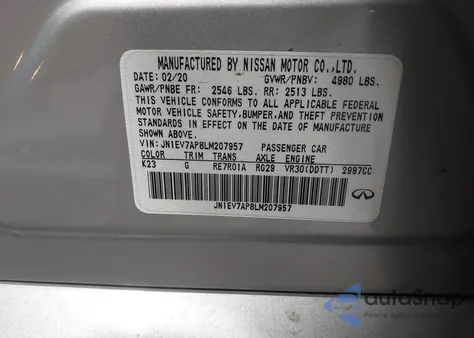 MANUFACTURED BY NISSAN MOTOR CO.,LTD.
DATE: 02/20 GVWR/PNBV: 4980 LBS.
GAWR/PNBE FR: 2546 LBS. RR: 2513 LBS.
THIS VEHICLE CONFORMS TO ALL APPLICABLE FEDERAL
MOTOR VEHICLE SAFETY,BUMPER,AND THEFT PREVENTION
STANDARDS IN EFFECT ON THE DATE OF MANUFACTURE
SHOWN ABOVE.
VIN: JN1EV7AP8LM207957 PASSENGER CAR
COLOR TRIM TRANS AXLE ENGINE
K23 G RE7R01A RG29 VR30(DDTT) 2997CC
JN1EV7AP8LM207957
autoSnap